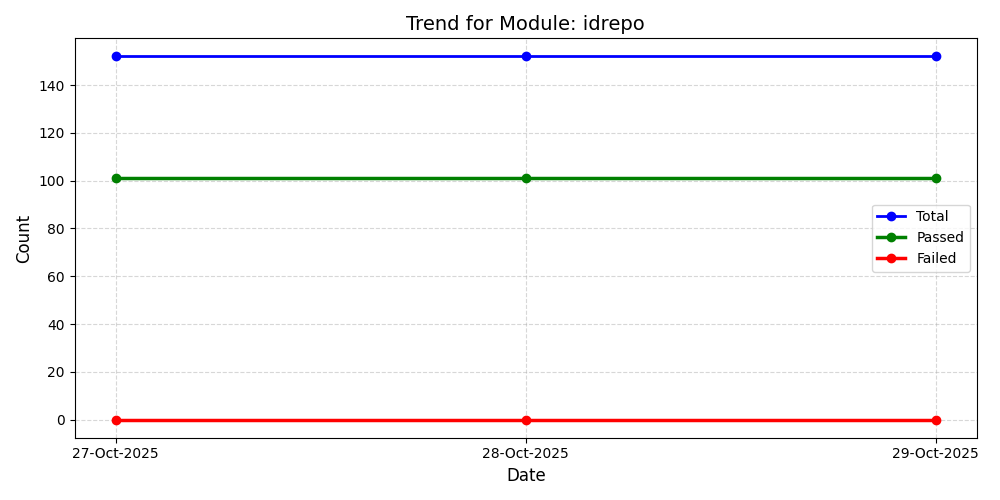 Trend for Module: idrepo
Count
140
120
100
80
60
40
20
0
Total
Passed
Failed
27-Oct-2025
28-Oct-2025
29-Oct-2025
Date